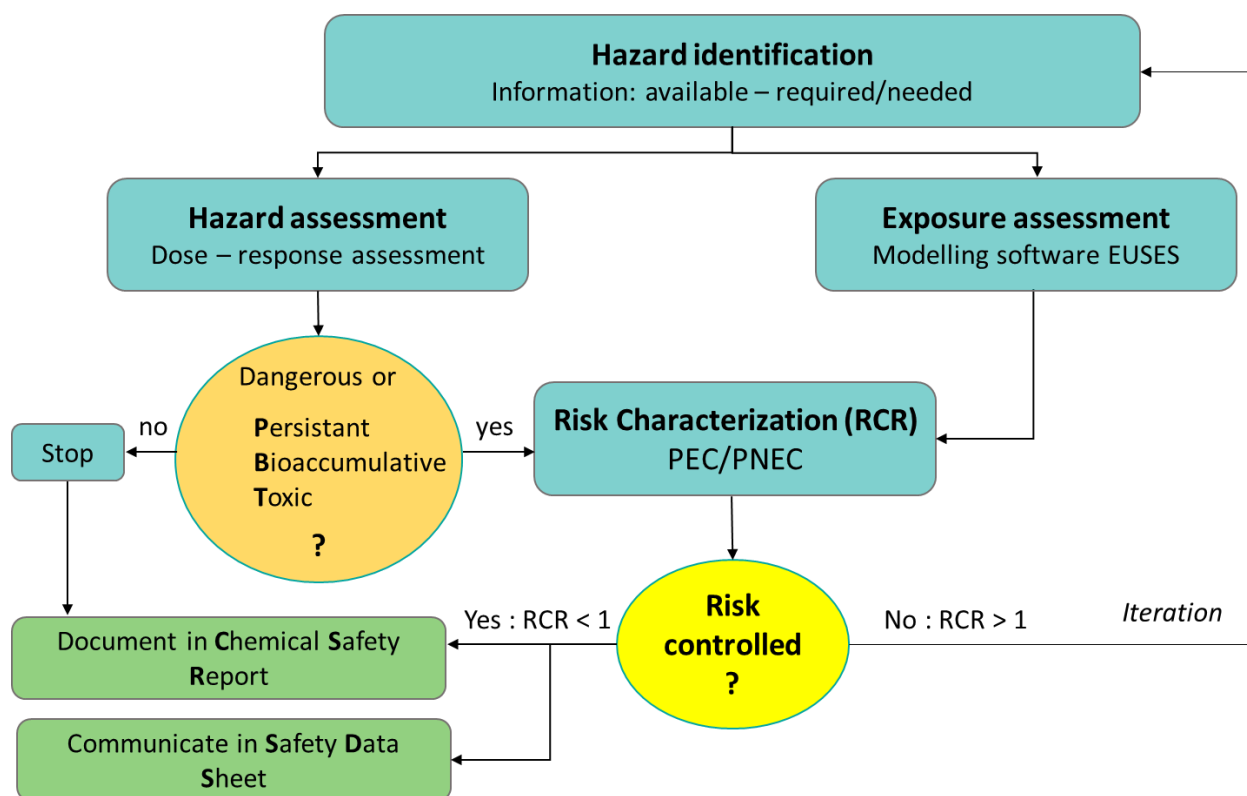 Hazard identification
Information: available – required/needed
Hazard assessment
Dose – response assessment
Exposure assessment
Modelling software EUSES
Dangerous or
Persistant
Bioaccumulative
Toxic
?
no
yes
Stop
Risk Characterization (RCR)
PEC/PNEC
Risk
controlled
?
Yes : RCR < 1
No : RCR > 1
Iteration
Document in Chemical Safety
Report
Communicate in Safety Data
Sheet